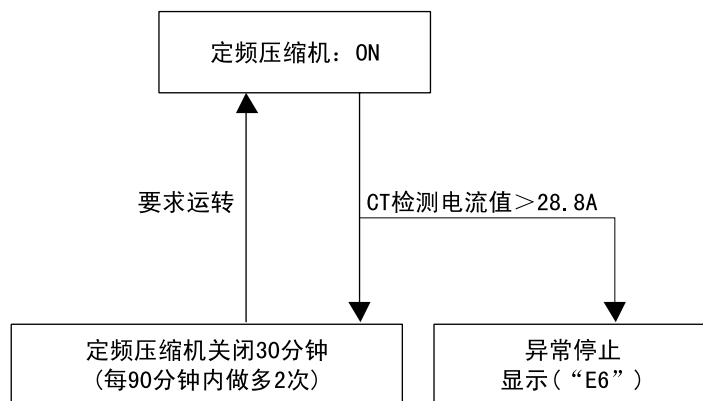 定频压缩机：ON
要求运转
CT检测电流值＞28.8A
定频压缩机关闭30分钟
(每90分钟内做多2次)
异常停止
显示(“E6”)